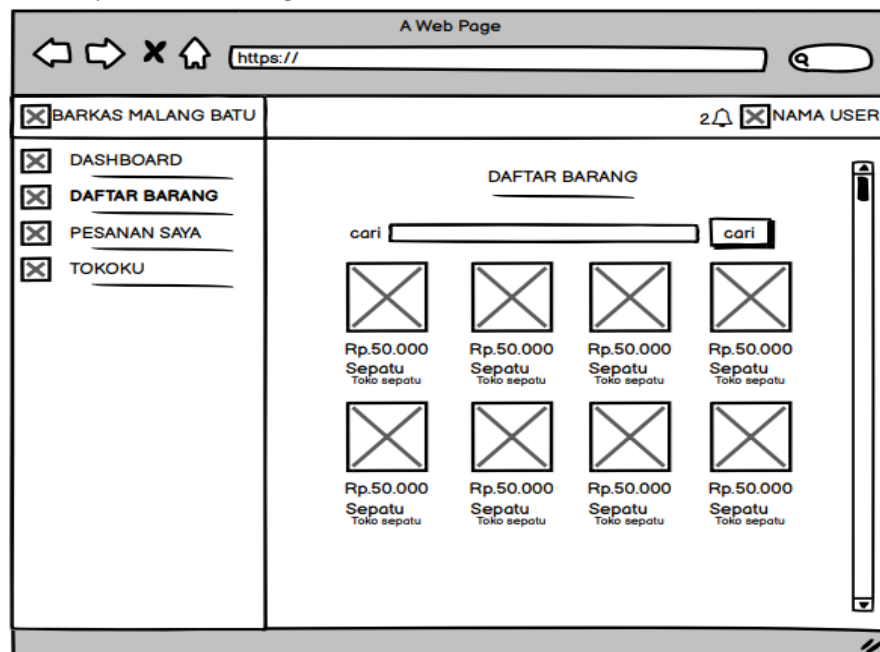 A Web Page
https://
BARKAS MALANG BATU
2 NAMA USER
DASHBOARD
DAFTAR BARANG
PESANAN SAYA
TOKOKU
DAFTAR BARANG
cari cari
Rp.50.000 Rp.50.000 Rp.50.000 Rp.50.000
Sepatu Sepatu Sepatu Sepatu
Toko sepatu Toko sepatu Toko sepatu Toko sepatu
Rp.50.000 Rp.50.000 Rp.50.000 Rp.50.000
Sepatu Sepatu Sepatu Sepatu
Toko sepatu Toko sepatu Toko sepatu Toko sepatu